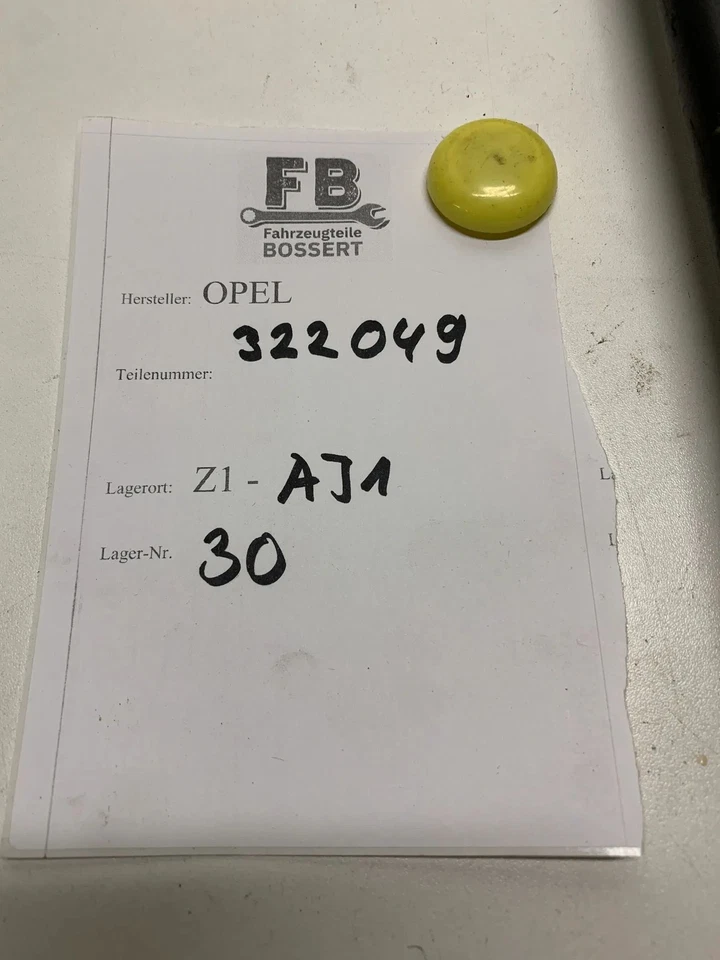 FB
Fahrzeugteile
BOSSERT
Hersteller: OPEL
322049
Teilenummer:
Lagerort: Z1 - AJ1
Lager-Nr. 30